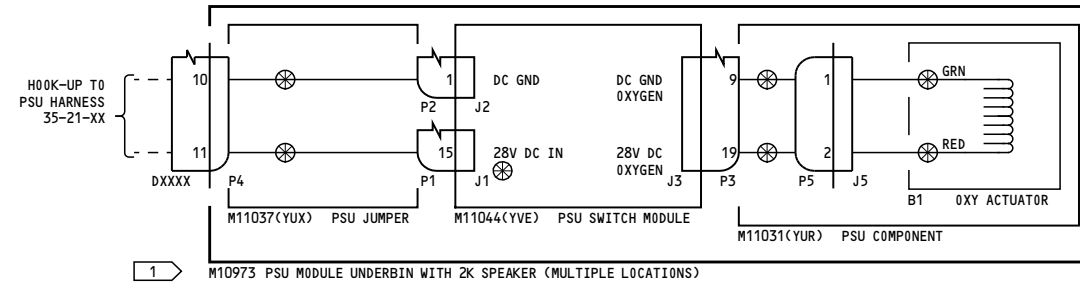 HOOK-UP TO
PSU HARNESS
35-21-XX
10
11
DXXXX
P4
1
P2
J2
DC GND
15
P1
J1
28V DC IN
DC GND
OXYGEN
28V DC
OXYGEN
J3
9
19
P3
1
2
P5
J5
GRN
RED
B1
OXY ACTUATOR
M11037(YUX) PSU JUMPER
M11044(YVE) PSU SWITCH MODULE
M11031(YUR) PSU COMPONENT
1
M10973 PSU MODULE UNDERBIN WITH 2K SPEAKER (MULTIPLE LOCATIONS)